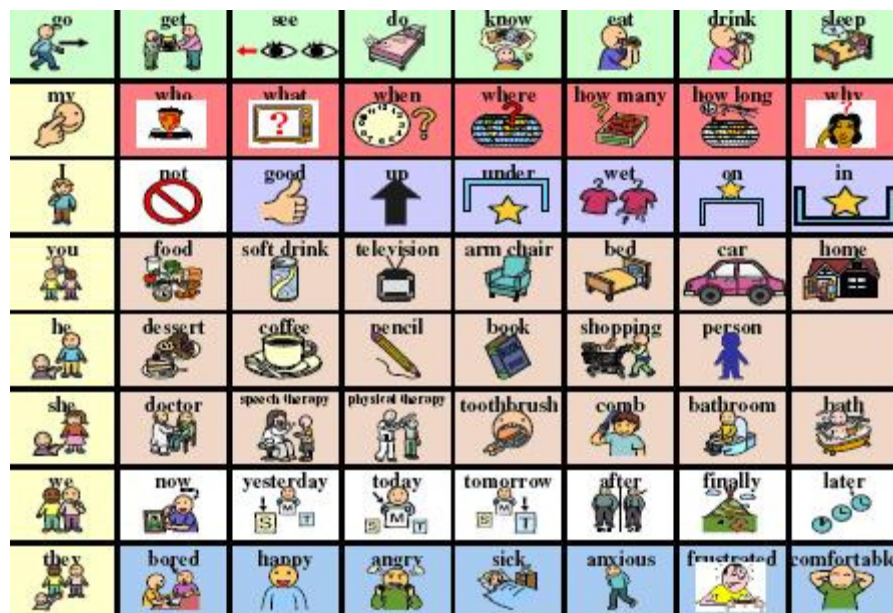 go get see do know eat drink sleep
my who what when where how many how long why
I not good up under wet on in
you food soft drink television arm chair bed car home
he dessert coffee pencil book shopping person
she doctor speech therapy physical therapy toothbrush comb bathroom bath
we now yesterday today tomorrow after finally later
S M T S M T S M T
they bored happy angry sick anxious frustrated comfortable